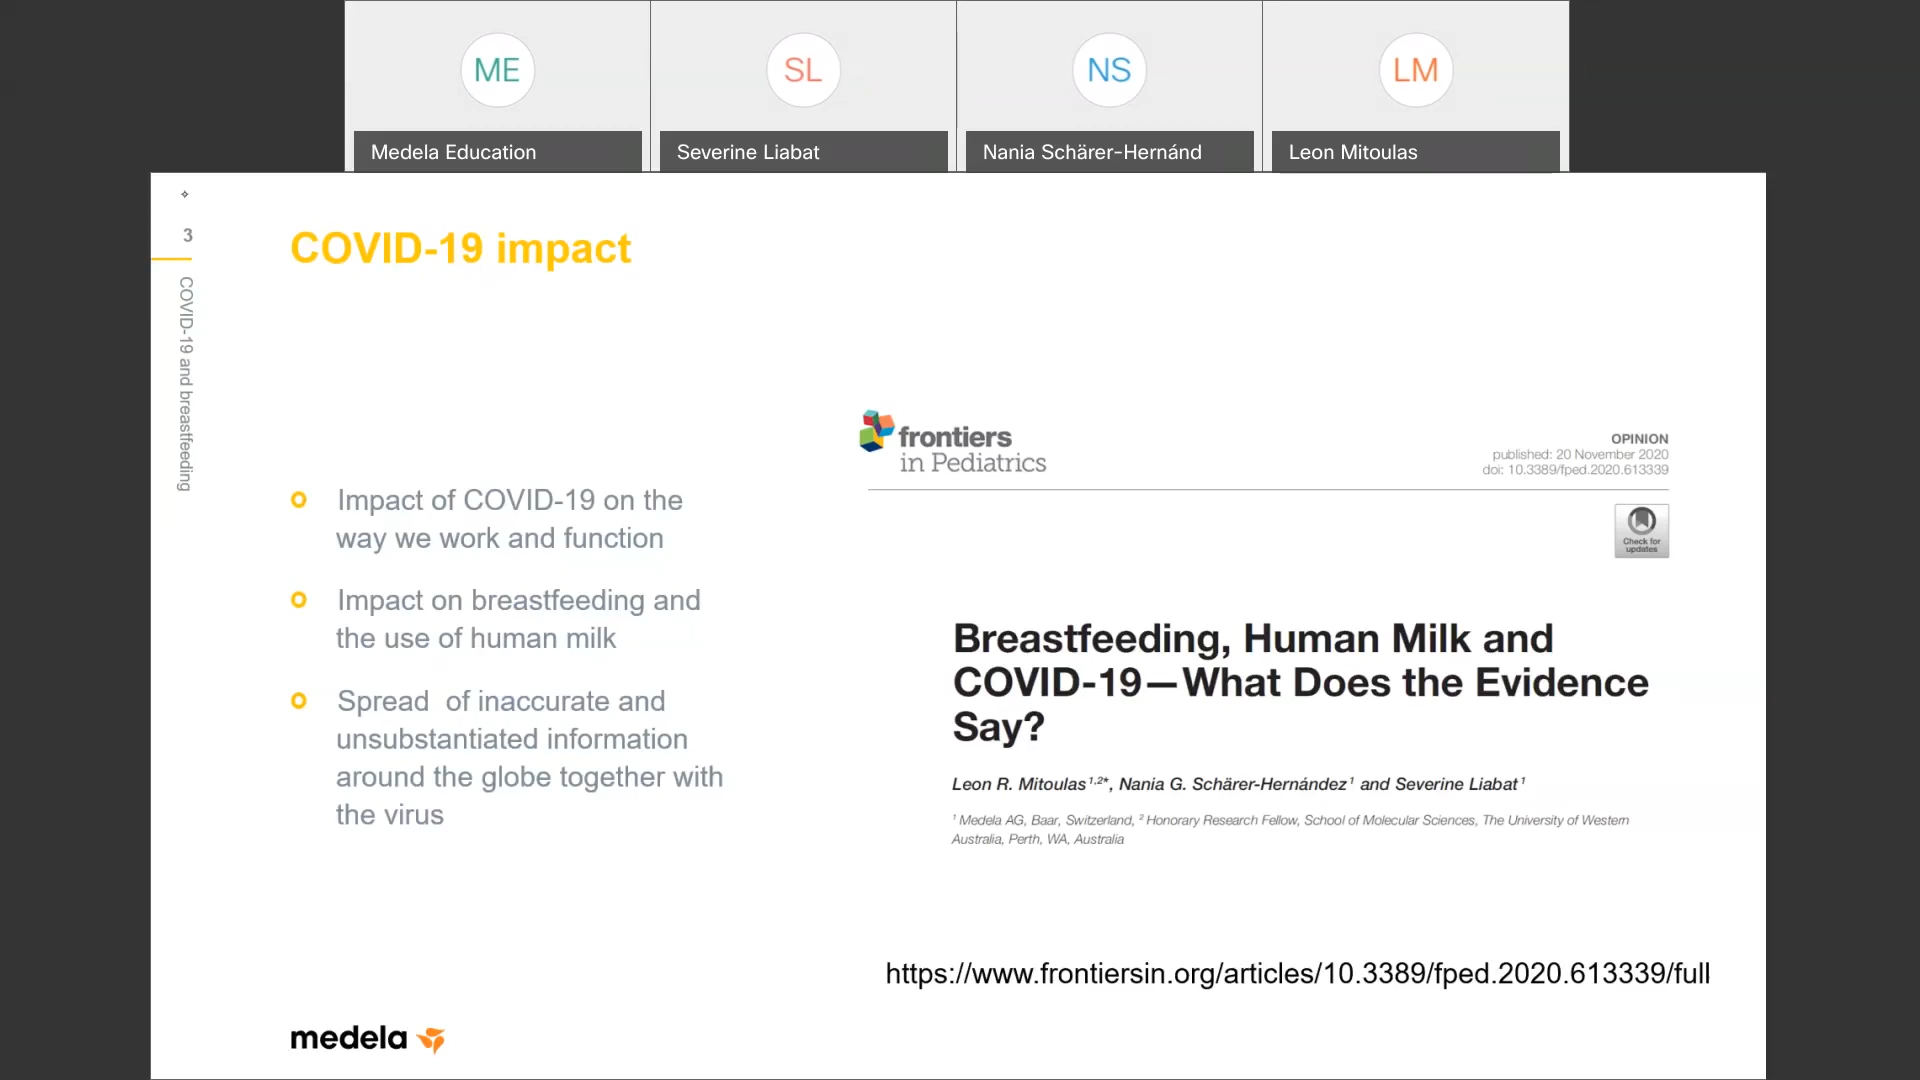 ME
SL
NS
LM
Medela Education
Severine Liabat
Nania Schärer-Hernánd
Leon Mitoulas
3
COVID-19 and breastfeeding
COVID-19 impact
Impact of COVID-19 on the
way we work and function
Impact on breastfeeding and
the use of human milk
Spread of inaccurate and
unsubstantiated information
around the globe together with
the virus
frontiers
in Pediatrics
OPINION
published: 20 November 2020
doi: 10.3389/fped.2020.613339
Check for
updates
Breastfeeding, Human Milk and
COVID-19—What Does the Evidence
Say?
Leon R. Mitoulas 1,2*, Nania G. Schärer-Hernández 1 and Severine Liabat 1
1 Medela AG, Baar, Switzerland, 2 Honorary Research Fellow, School of Molecular Sciences, The University of Western
Australia, Perth, WA, Australia
https://www.frontiersin.org/articles/10.3389/fped.2020.613339/full
medela